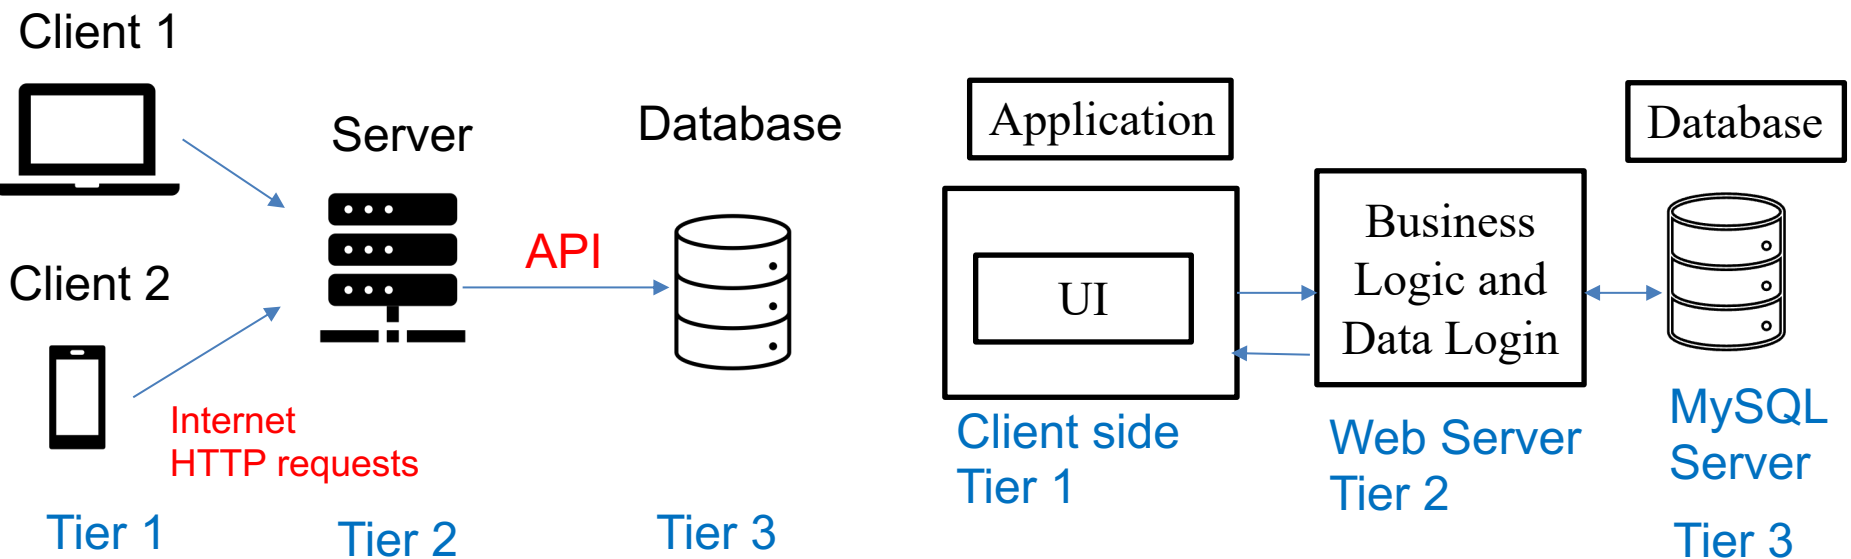 Client 1
Server
Database
Client 2
API
Internet
HTTP requests
Tier 1
Tier 2
Tier 3
Application
Database
UI
Business
Logic and
Data Login
Client side
Tier 1
Web Server
Tier 2
MySQL
Server
Tier 3